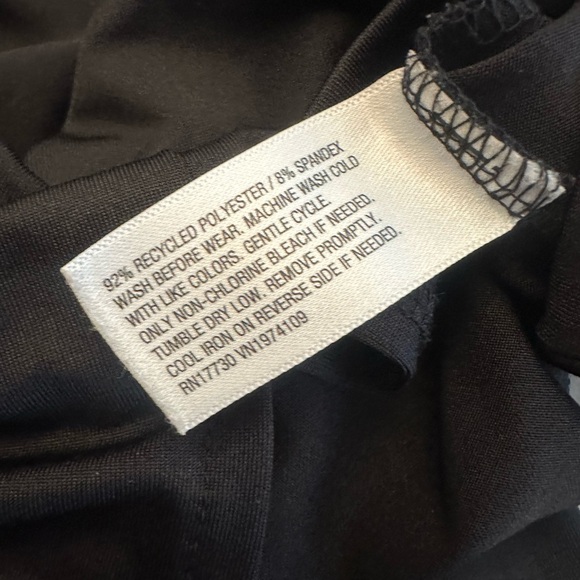 92% RECYCLED POLYESTER / 8% SPANDEX
WASH BEFORE WEAR. MACHINE WASH COLD
WITH LIKE COLORS. GENTLE CYCLE.
ONLY NON-CHLORINE BLEACH IF NEEDED.
TUMBLE DRY LOW. REMOVE PROMPTLY.
COOL IRON ON REVERSE SIDE IF NEEDED.
RN17730 VN1974109